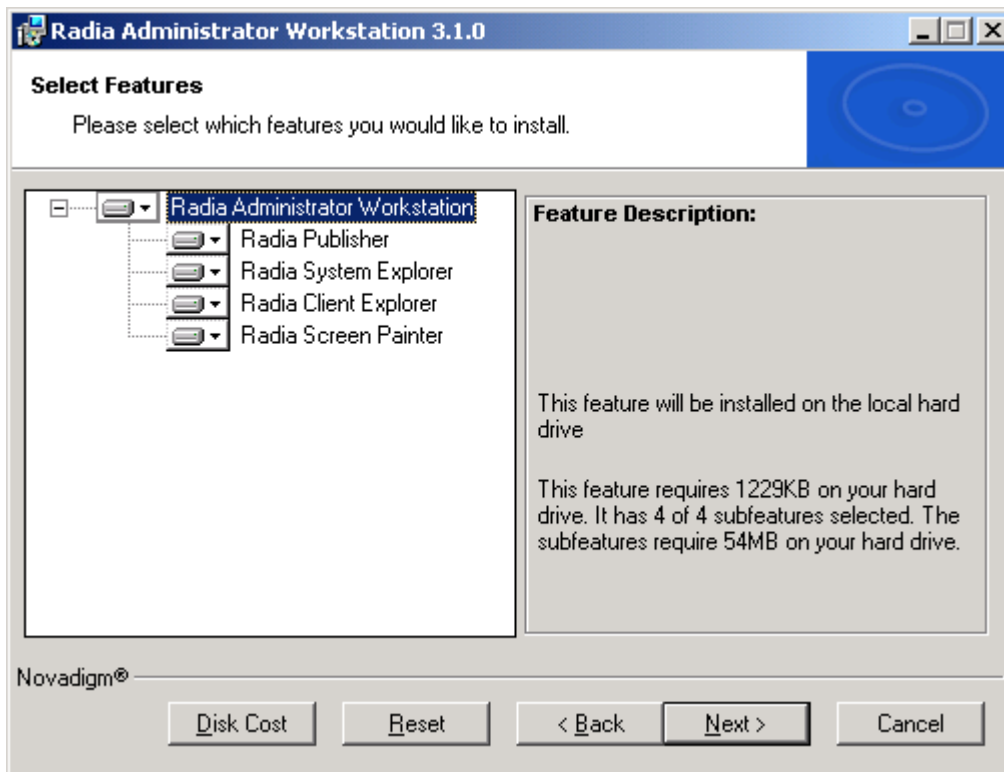 Radia Administrator Workstation 3.1.0
Select Features
Please select which features you would like to install.
Radia Administrator Workstation
Radia Publisher
Radia System Explorer
Radia Client Explorer
Radia Screen Painter
Feature Description:
This feature will be installed on the local hard
drive
This feature requires 1229KB on your hard
drive. It has 4 of 4 subfeatures selected. The
subfeatures require 54MB on your hard drive.
Novadigm®
Disk Cost
Reset
< Back
Next >
Cancel